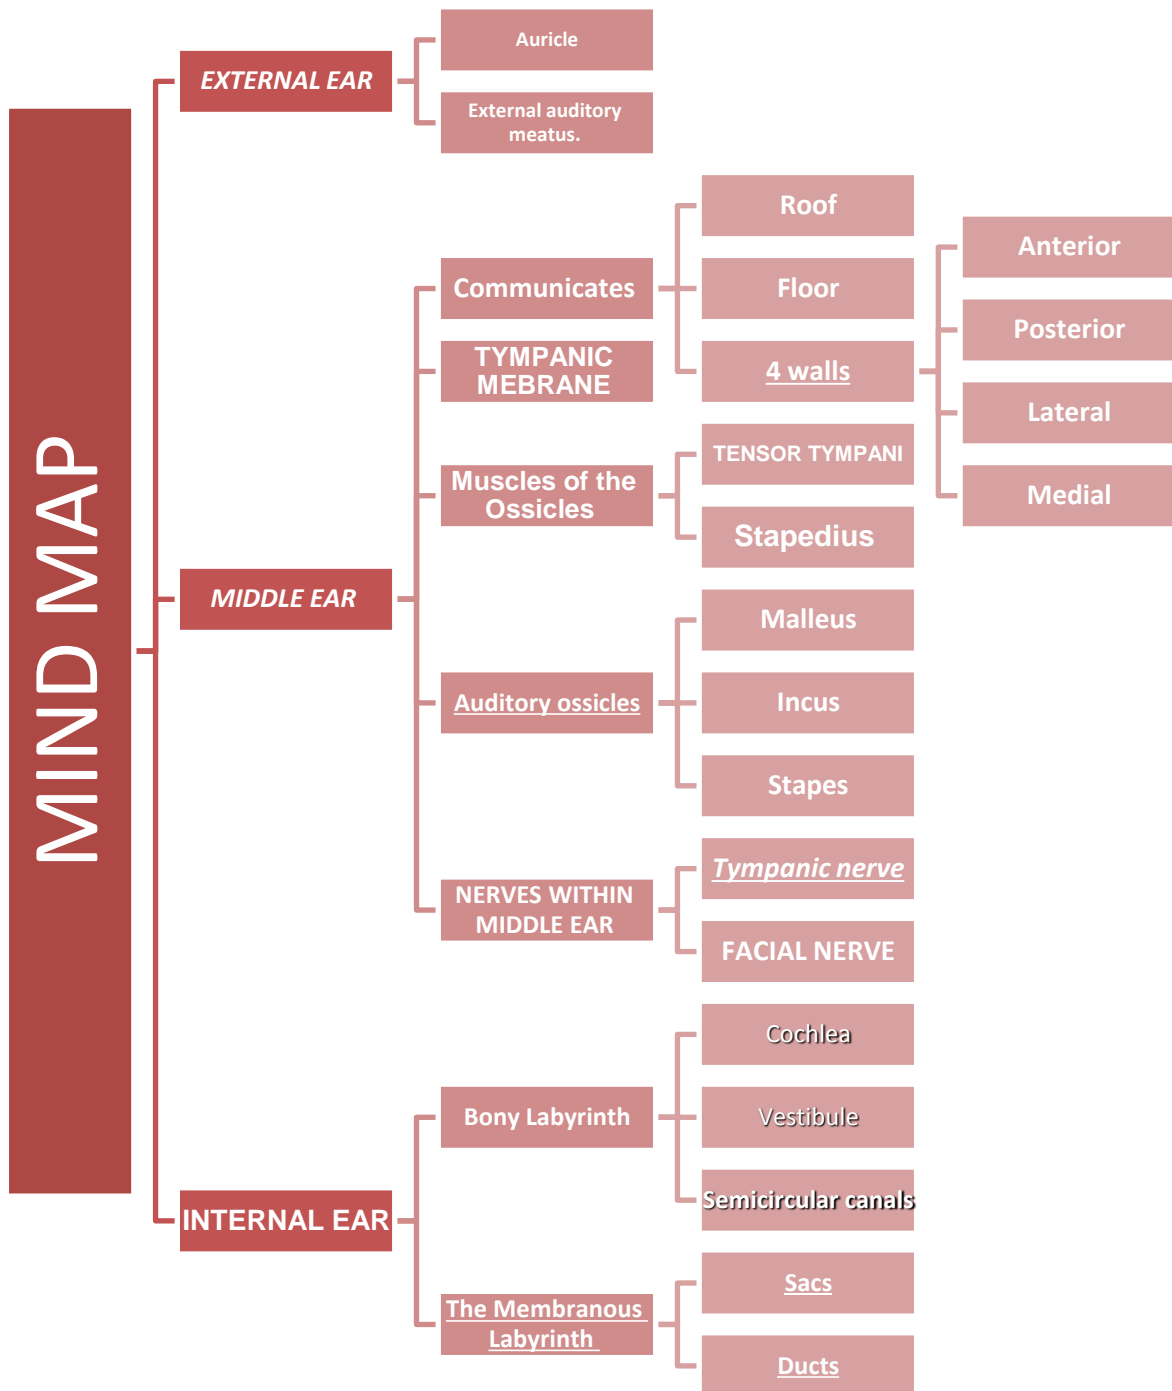 MIND MAP
EXTERNAL EAR
Auricle
External auditory
meatus.
MIDDLE EAR
Communicates
Roof
Floor
4 walls
Anterior
Posterior
Lateral
Medial
TYMPANIC
MEBRANE
Muscles of the
Ossicles
TENSOR TYMPANI
Stapedius
Auditory ossicles
Malleus
Incus
Stapes
NERVES WITHIN
MIDDLE EAR
Tympanic nerve
FACIAL NERVE
INTERNAL EAR
Bony Labyrinth
Cochlea
Vestibule
Semicircular canals
The Membranous
Labyrinth
Sacs
Ducts